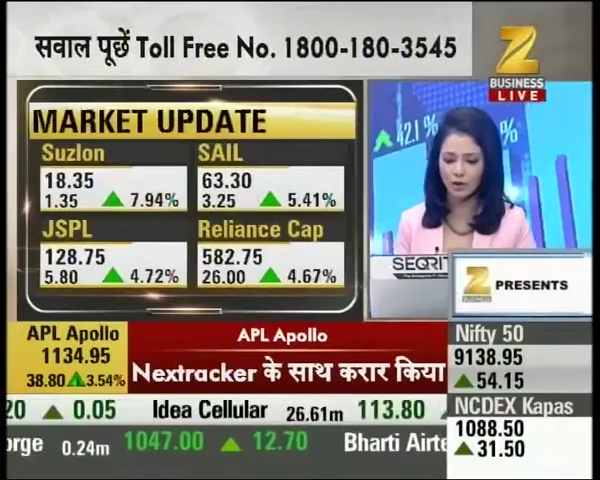 सवाल पूछें Toll Free No. 1800-180-3545
Z
BUSINESS
LIVE
MARKET UPDATE
Suzlon
18.35
1.35 ▲ 7.94%
SAIL
63.30
3.25 ▲ 5.41%
JSPL
128.75
5.80 ▲ 4.72%
Reliance Cap
582.75
26.00 ▲ 4.67%
42.1%
%
SEQRIT
Z
BUSINESS
PRESENTS
APL Apollo
1134.95
38.80 ▲ 3.54%
APL Apollo
Nextracker के साथ करार किया
Nifty 50
9138.95
▲ 54.15
NCDEX Kapas
1088.50
▲ 31.50
20 ▲ 0.05 Idea Cellular 26.61m 113.80
orge 0.24m 1047.00 ▲ 12.70 Bharti Airte